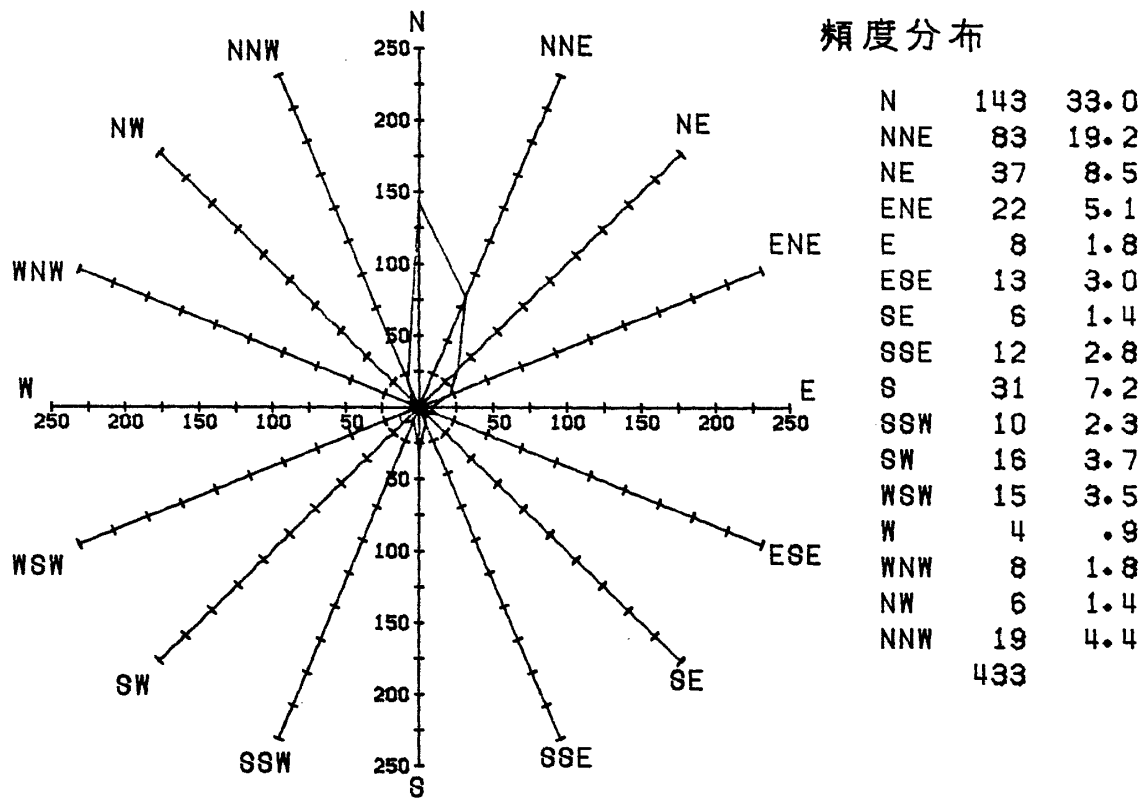 頻度分布
N
NNW
NNE
NW
NE
WNW
ENE
W
E
WSW
ESE
SW
SE
SSW
SSE
S
250
200
150
100
50
250 200 150 100 50 50 100 150 200 250
50
100
150
200
250
N 143 33.0
NNE 83 19.2
NE 37 8.5
ENE 22 5.1
E 8 1.8
ESE 13 3.0
SE 6 1.4
SSE 12 2.8
S 31 7.2
SSW 10 2.3
SW 16 3.7
WSW 15 3.5
W 4 .9
WNW 8 1.8
NW 6 1.4
NNW 19 4.4
433